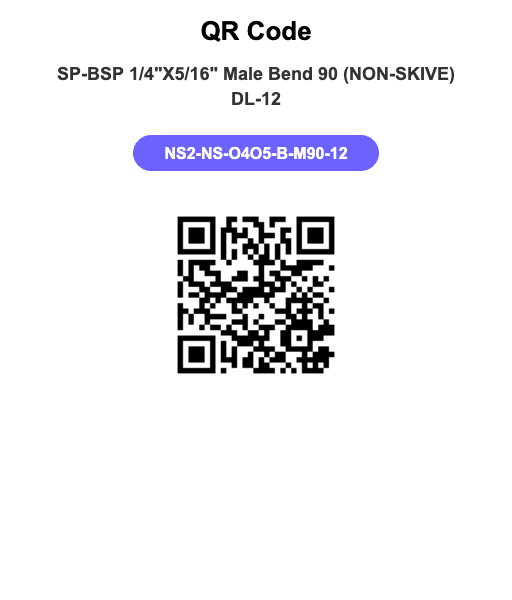 QR Code
SP-BSP 1/4"X5/16" Male Bend 90 (NON-SKIVE)
DL-12
NS2-NS-O4O5-B-M90-12